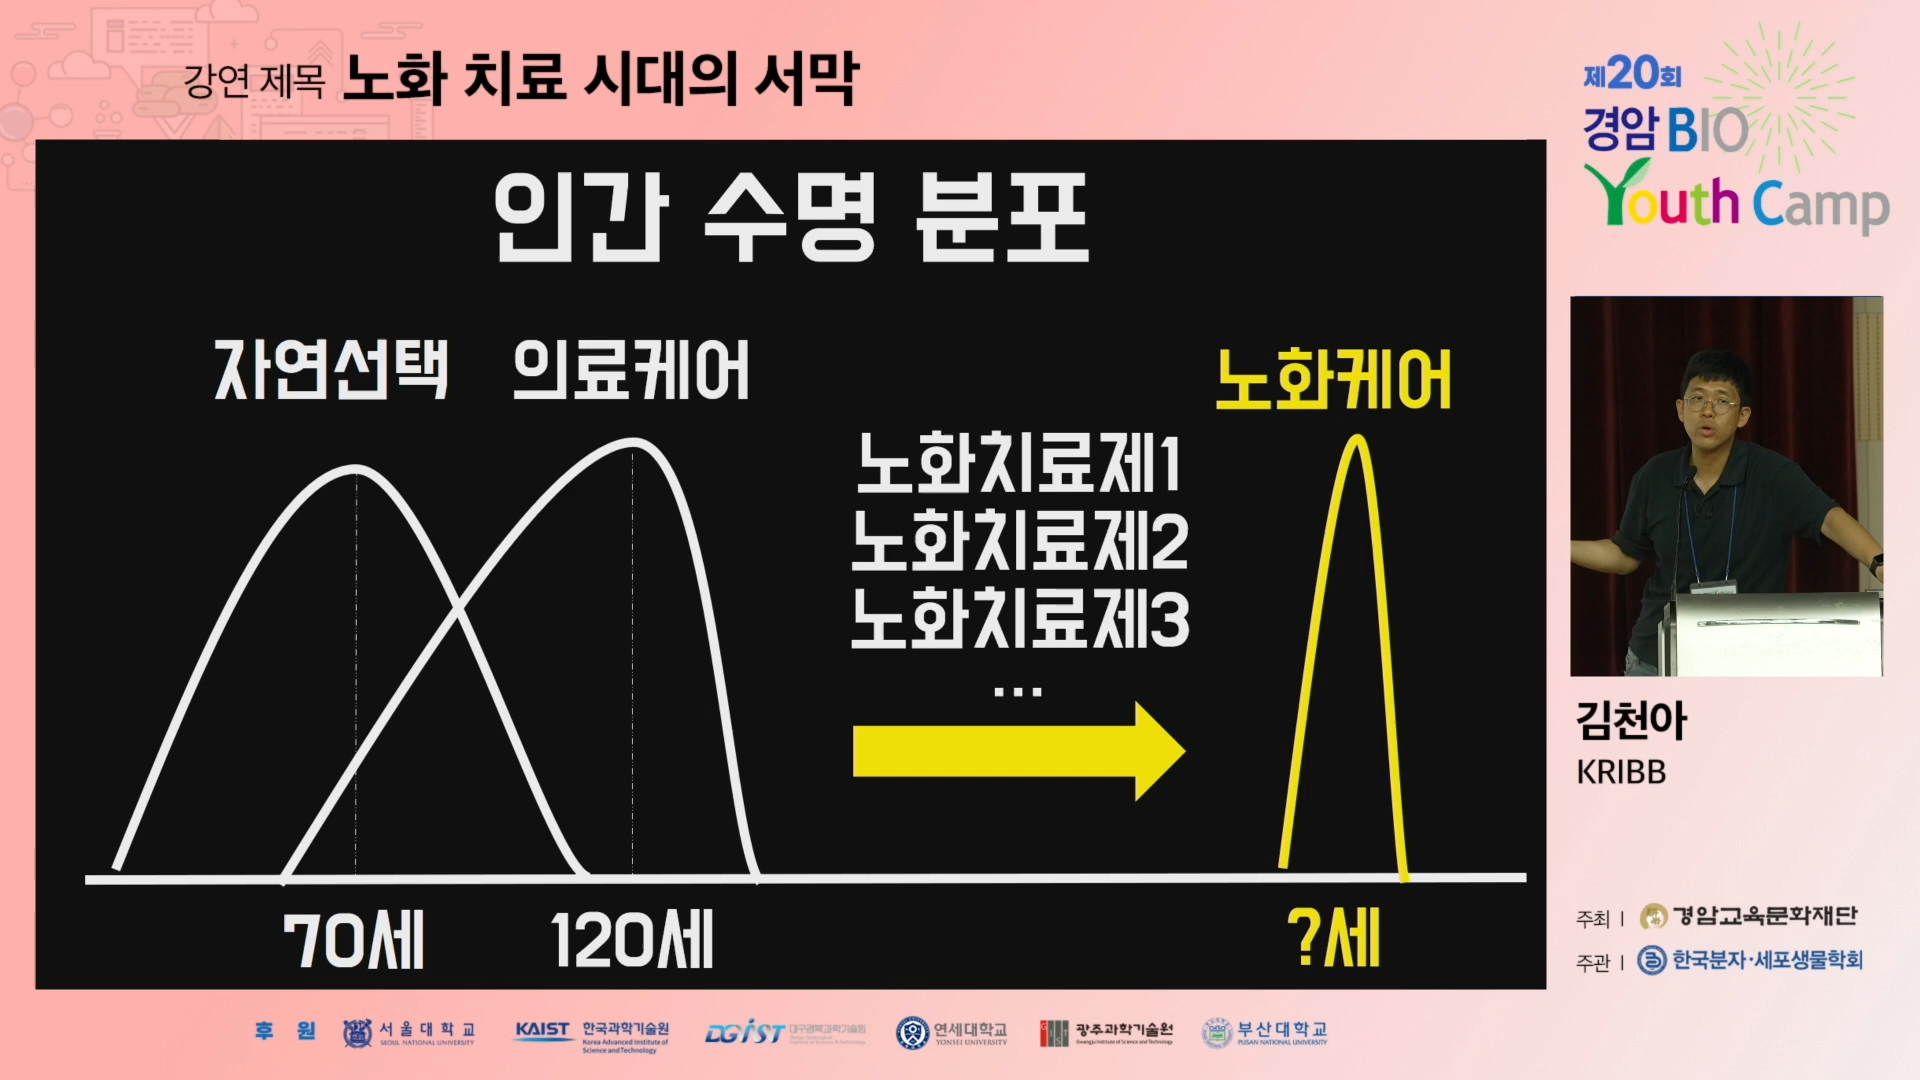 강연 제목 노화 치료 시대의 서막
제20회
경암 BIO
Youth Camp
인간 수명 분포
자연선택 의료케어
노화케어
노화치료제1
노화치료제2
노화치료제3
...
70세 120세 ?세
김천아
KRIBB
주최 | 경암교육문화재단
주관 | 한국분자·세포생물학회
후 원
서울대학교
SEOUL NATIONAL UNIVERSITY
KAIST 한국과학기술원
Korea Advanced Institute of
Science and Technology
DGIST 대구경북과학기술원
연세대학교
YONSEI UNIVERSITY
광주과학기술원
Gwangju Institute of Science and Technology
부산대학교
PUSAN NATIONAL UNIVERSITY